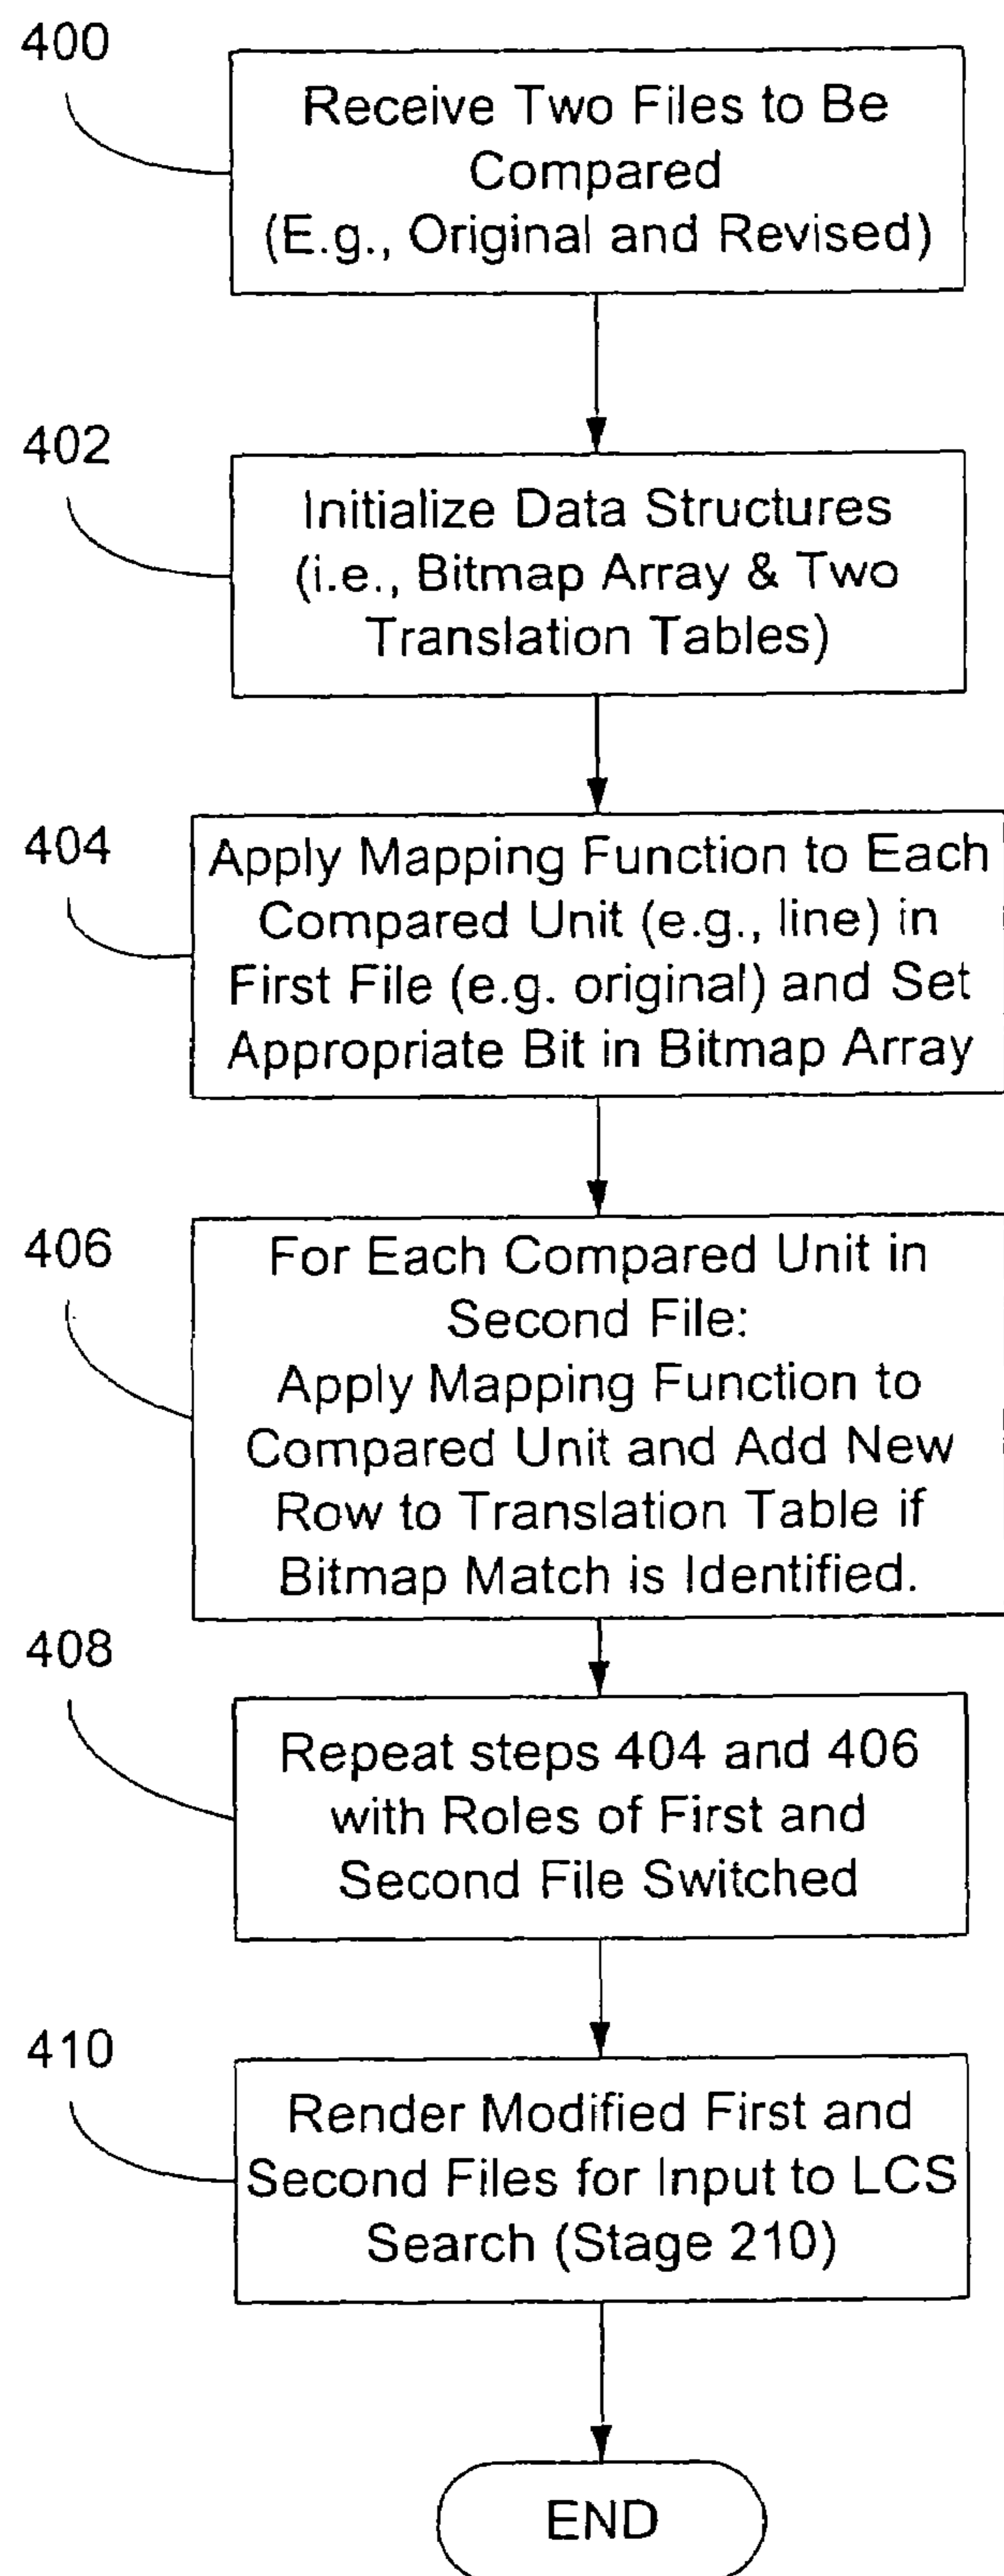 400
Receive Two Files to Be
Compared
(E.g., Original and Revised)
402
Initialize Data Structures
(i.e., Bitmap Array & Two
Translation Tables)
404
Apply Mapping Function to Each
Compared Unit (e.g., line) in
First File (e.g. original) and Set
Appropriate Bit in Bitmap Array
406
For Each Compared Unit in
Second File:
Apply Mapping Function to
Compared Unit and Add New
Row to Translation Table if
Bitmap Match is Identified.
408
Repeat steps 404 and 406
with Roles of First and
Second File Switched
410
Render Modified First and
Second Files for Input to LCS
Search (Stage 210)
END